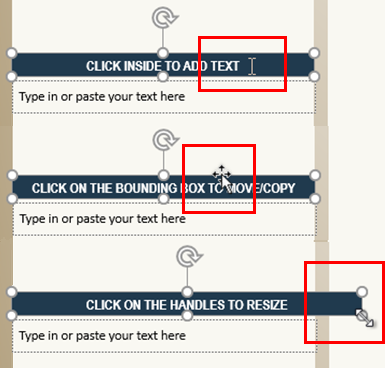 CLICK INSIDE TO ADD TEXT
Type in or paste your text here
CLICK ON THE BOUNDING BOX TO MOVE/COPY
Type in or paste your text here
CLICK ON THE HANDLES TO RESIZE
Type in or paste your text here